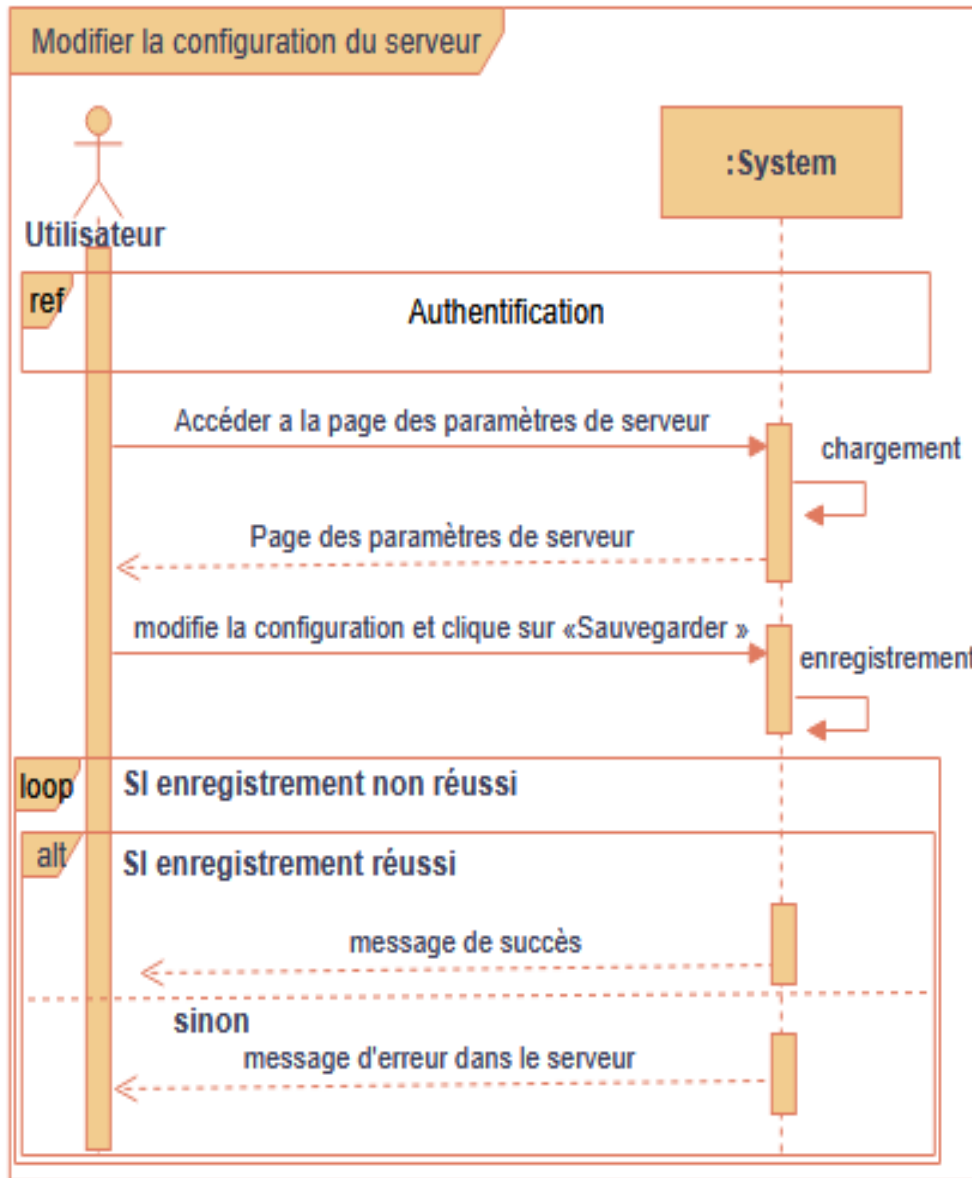 Modifier la configuration du serveur
:System
Utilisateur
ref
Authentification
Accéder a la page des paramètres de serveur
chargement
Page des paramètres de serveur
modifie la configuration et clique sur «Sauvegarder »
enregistrement
loop
SI enregistrement non réussi
alt
SI enregistrement réussi
message de succès
sinon
message d'erreur dans le serveur